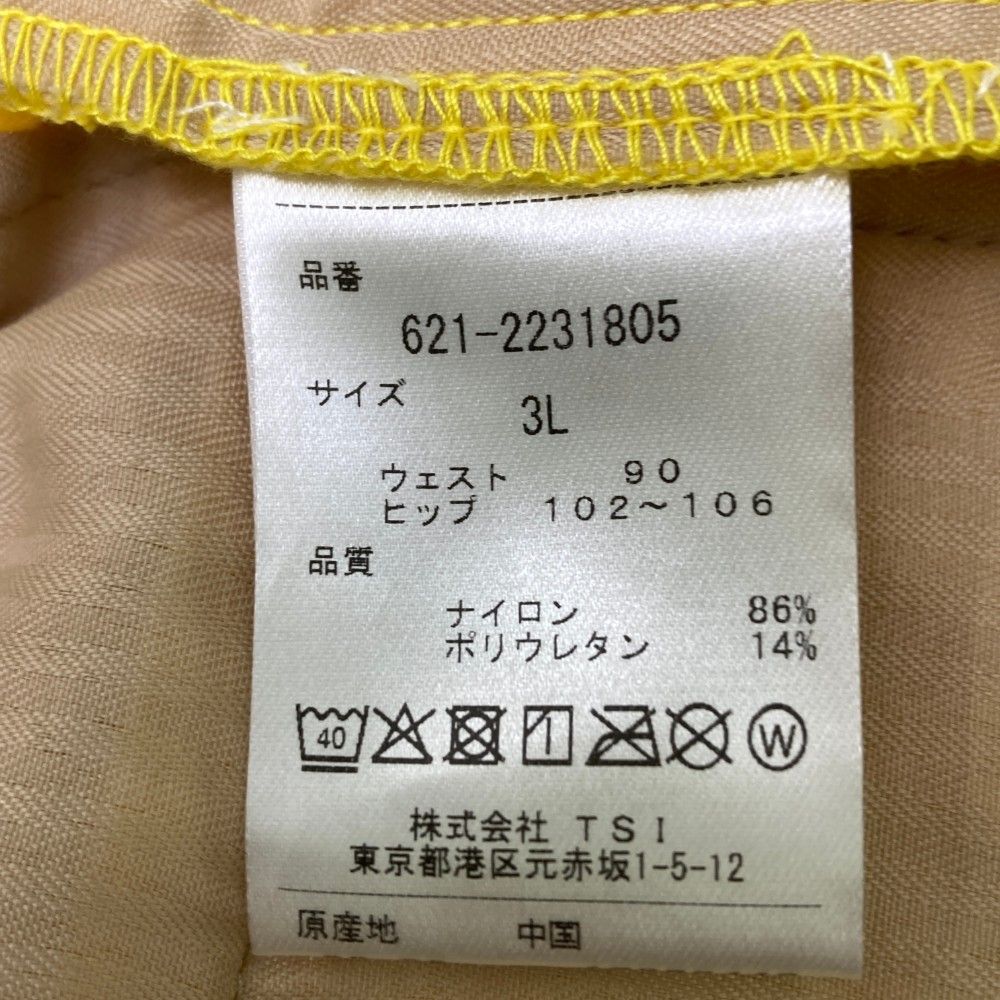 品番
621-2231805
サイズ
3L
ウェスト 90
ヒップ 102～106
品質
ナイロン 86%
ポリウレタン 14%
40 W
株式会社 TSI
東京都港区元赤坂1-5-12
原産地 中国